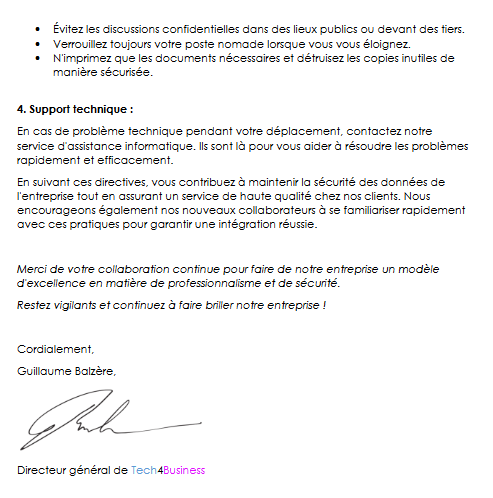 • Évitez les discussions confidentielles dans des lieux publics ou devant des tiers.
• Verrouillez toujours votre poste nomade lorsque vous vous éloignez.
• N'imprimez que les documents nécessaires et détruisez les copies inutiles de
manière sécurisée.
4. Support technique :
En cas de problème technique pendant votre déplacement, contactez notre
service d'assistance informatique. Ils sont là pour vous aider à résoudre les problèmes
rapidement et efficacement.
En suivant ces directives, vous contribuez à maintenir la sécurité des données de
l'entreprise tout en assurant un service de haute qualité chez nos clients. Nous
encourageons également nos nouveaux collaborateurs à se familiariser rapidement
avec ces pratiques pour garantir une intégration réussie.
Merci de votre collaboration continue pour faire de notre entreprise un modèle
d'excellence en matière de professionnalisme et de sécurité.
Restez vigilants et continuez à faire briller notre entreprise !
Cordialement,
Guillaume Balzère,
Directeur général de Tech4Business